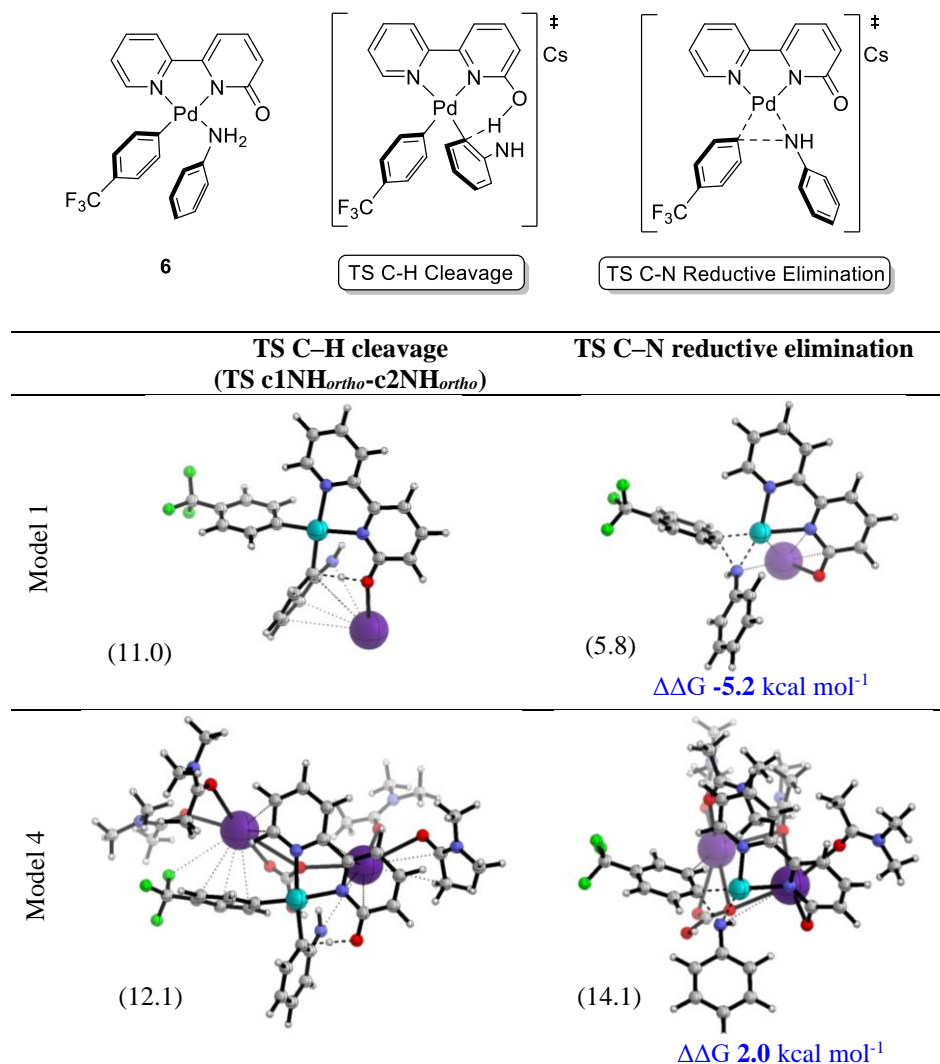 ‡
‡
Cs
Cs
N
N
O
Pd
NH2
F3C
6
N
N
O
Pd
H
NH
F3C
TS C-H Cleavage
N
N
O
Pd
NH
F3C
TS C-N Reductive Elimination
TS C–H cleavage
(TS c1NHortho-c2NHortho)
TS C–N reductive elimination
Model 1
(11.0)
(5.8)
ΔΔG -5.2 kcal mol-1
Model 4
(12.1)
(14.1)
ΔΔG 2.0 kcal mol-1